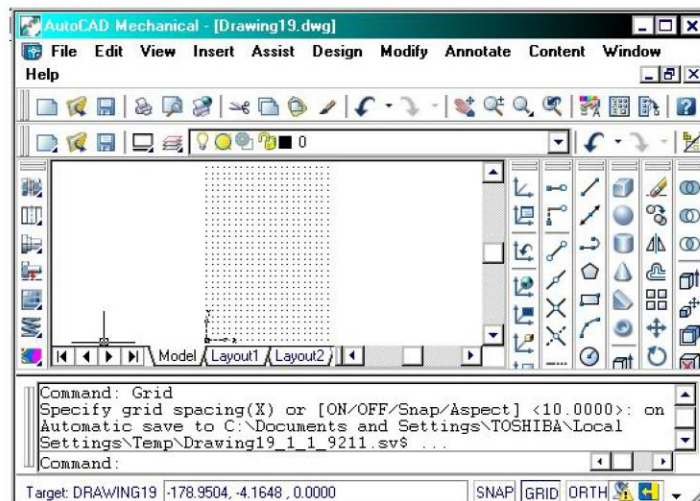 AutoCAD Mechanical - [Drawing19.dwg]
File Edit View Insert Assist Design Modify Annotate Content Window
Help
0
Model Layout1 Layout2
Command: Grid
Specify grid spacing(X) or [ON/OFF/Snap/Aspect] <10.0000>: on
Automatic save to C:\Documents and Settings\TOSHIBA\Local
Settings\Temp\Drawing19_1_1_9211.sv$ ...
Command:
Target: DRAWING19 -178.9504, -4.1648 , 0.0000 SNAP GRID ORTH